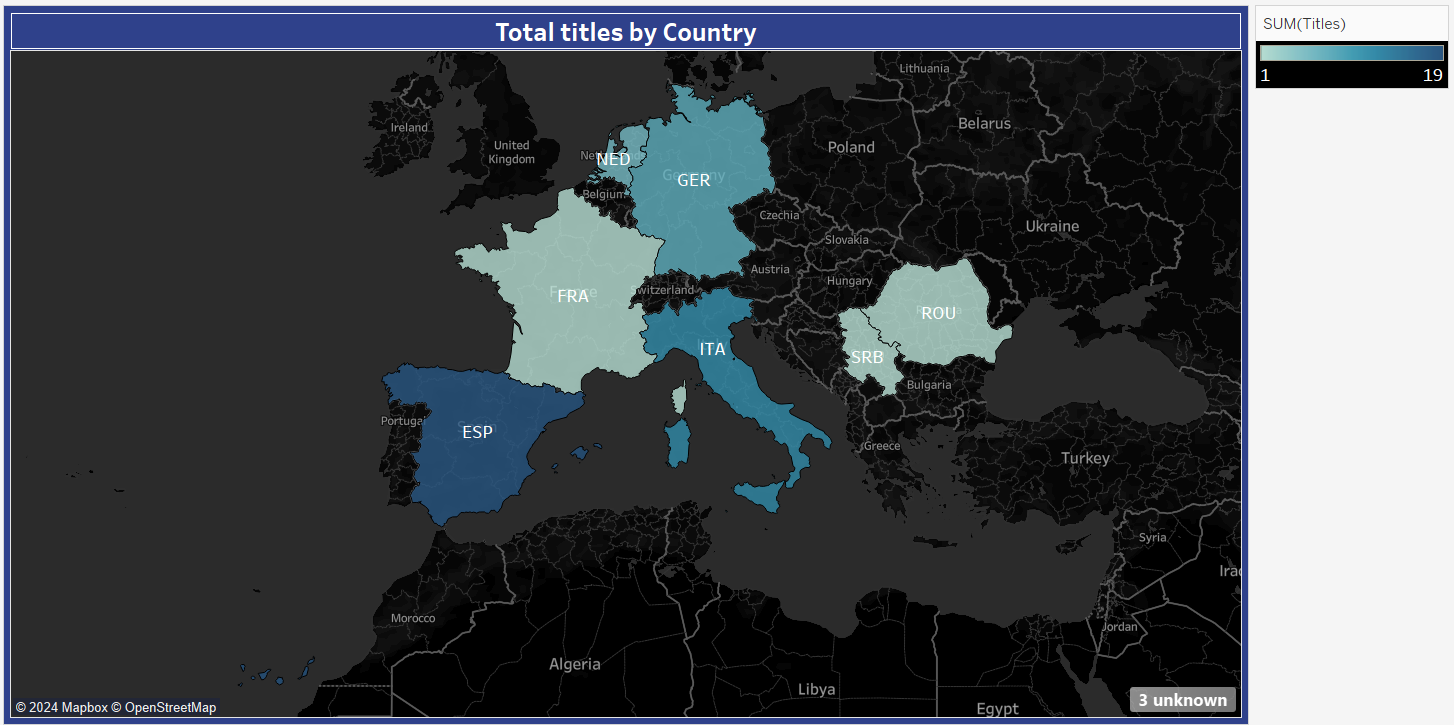 Total titles by Country
SUM(Titles)
1
19
Lithuania
Ireland
Belarus
United
Kingdom
Poland
NED
GER
Germany
Belgium
Czechia
Ukraine
Slovakia
Austria
Hungary
Switzerland
FRA
France
ROU
ITA
SRB
Bulgaria
Portugal
ESP
Greece
Turkey
Syria
Morocco
Jordan
Algeria
Libya
Egypt
3 unknown
© 2024 Mapbox © OpenStreetMap